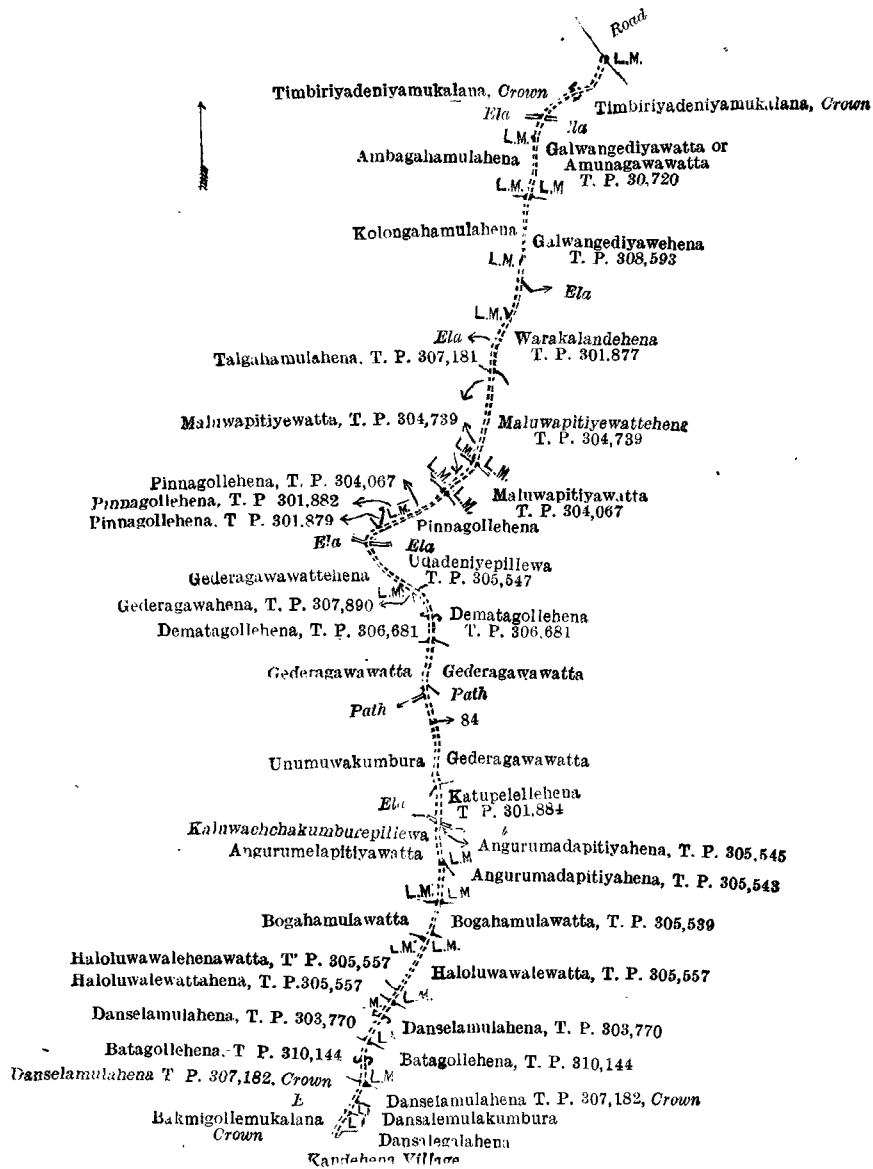 Road
L.M.
Timbiriyadeniyamukalana, Crown
Timbiriyadeniyamukalana, Crown
Ela
L.M.
Galwangediyawatta or
Ambagahamulahena
Amunagawawatta
T. P. 30,720
L.M. L.M
Kolongahamulahena
Galwangediyawehena
L.M.
T. P. 308,593
Ela
L.M.
Ela
Warakalandehena
Talgahamulahena, T. P. 307,181
T. P. 301,877
Maluwapitiyewatta, T. P. 304,739
Maluwapitiyewattehena
T. P. 304,739
L.M.
L.M. L.M.
Pinnagollehena, T. P. 304,067
L.M.
Maluwapitiyawatta
Pinnagollehena, T. P 301,882
T. P. 304,067
L.M.
Pinnagollehena, T P. 301,879
Pinnagollehena
Ela
Ela
Udadeniyepillewa
Gederagawawattehena
T. P. 305,547
L.M.
Gederagawahena, T. P. 307,890
Dematagollehena
Dematagollehena, T. P. 306,681
T. P. 306,681
Gederagawawatta
Gederagawawatta
Path
Path
84
Unumuwakumbura
Gederagawawatta
Katupelellehena
Ela
T P. 301,884
Kaluwachchakumburepillewa
Angurumadapitiyahena, T. P. 305,545
Angurumelapitiyawatta
L.M
Angurumadapitiyahena, T. P. 305,543
L.M. L M
Bogahamulawatta
Bogahamulawatta, T. P. 305,539
L.M. L.M.
Haloluwawalehenawatta, T P. 305,557
Haloluwawalewatta, T. P. 305,557
Haloluwalewattahena, T. P.305,557
M. L.M.
Danselamulahena, T. P. 303,770
Danselamulahena, T. P. 303,770
L
Batagollehena, T P. 310,144
Batagollehena, T. P. 310,144
Danselamulahena T P. 307,182, Crown
L.M
Danselamulahena T. P. 307,182, Crown
Bakmigollemukalana
Crown
L
Dansalemulakumbura
L
Dansalegalahena
Kandehena Village